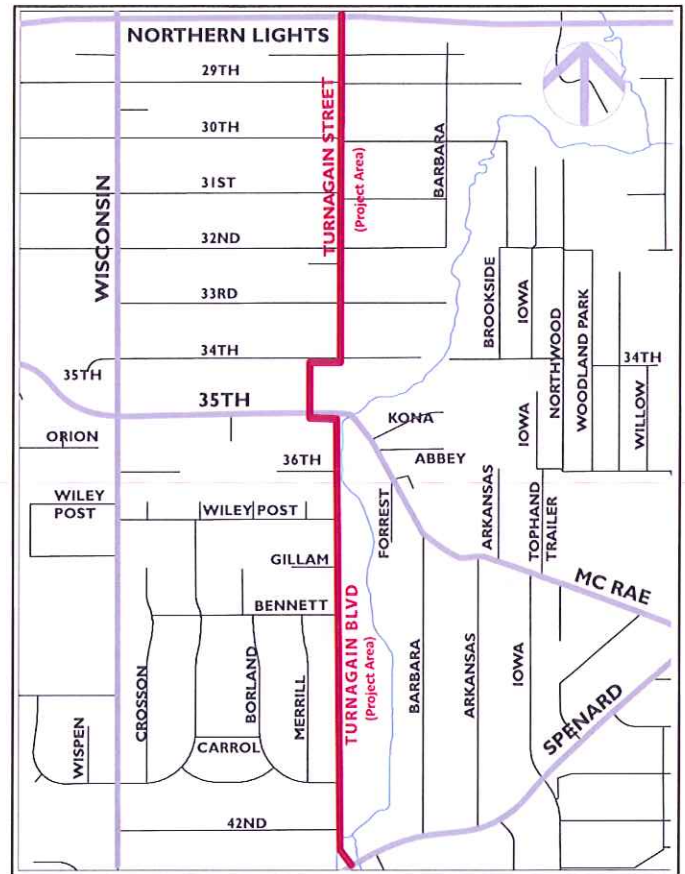 NORTHERN LIGHTS
29TH
30TH
31ST
32ND
33RD
34TH
35TH
35TH
WISCONSIN
TURNAGAIN STREET
(Project Area)
BARBARA
BROOKSIDE
IOWA
NORTHWOOD
WOODLAND PARK
34TH
WILLOW
IOWA
KONA
ABBEY
ORION
36TH
WILEY
POST
WILEY POST
GILLAM
BENNETT
FORREST
ARKANSAS
TOPHAND
TRAILER
MC RAE
TURNAGAIN BLVD
(Project Area)
BARBARA
ARKANSAS
IOWA
SPENARD
WISPEN
CROSSON
BORLAND
MERRILL
CARROL
42ND